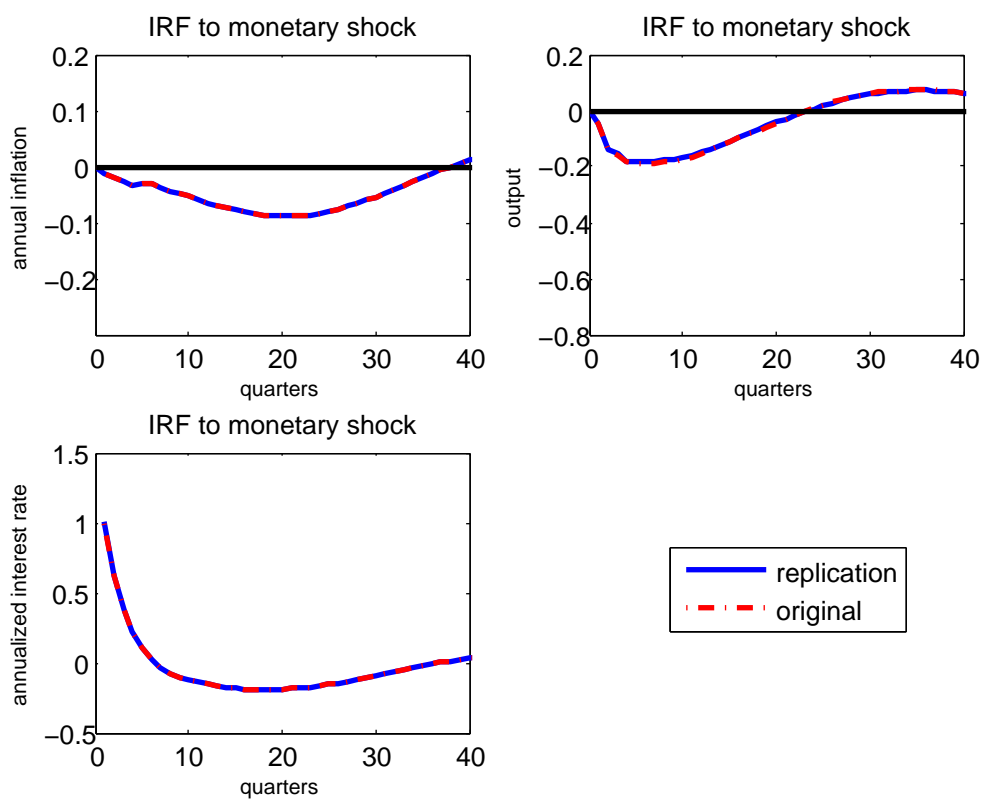 IRF to monetary shock
0.2
0.1
0
−0.1
−0.2
annual inflation
0 10 20 30 40
quarters
IRF to monetary shock
0.2
0
−0.2
−0.4
−0.6
−0.8
output
0 10 20 30 40
quarters
IRF to monetary shock
1.5
1
0.5
0
−0.5
annualized interest rate
0 10 20 30 40
quarters
replication
original